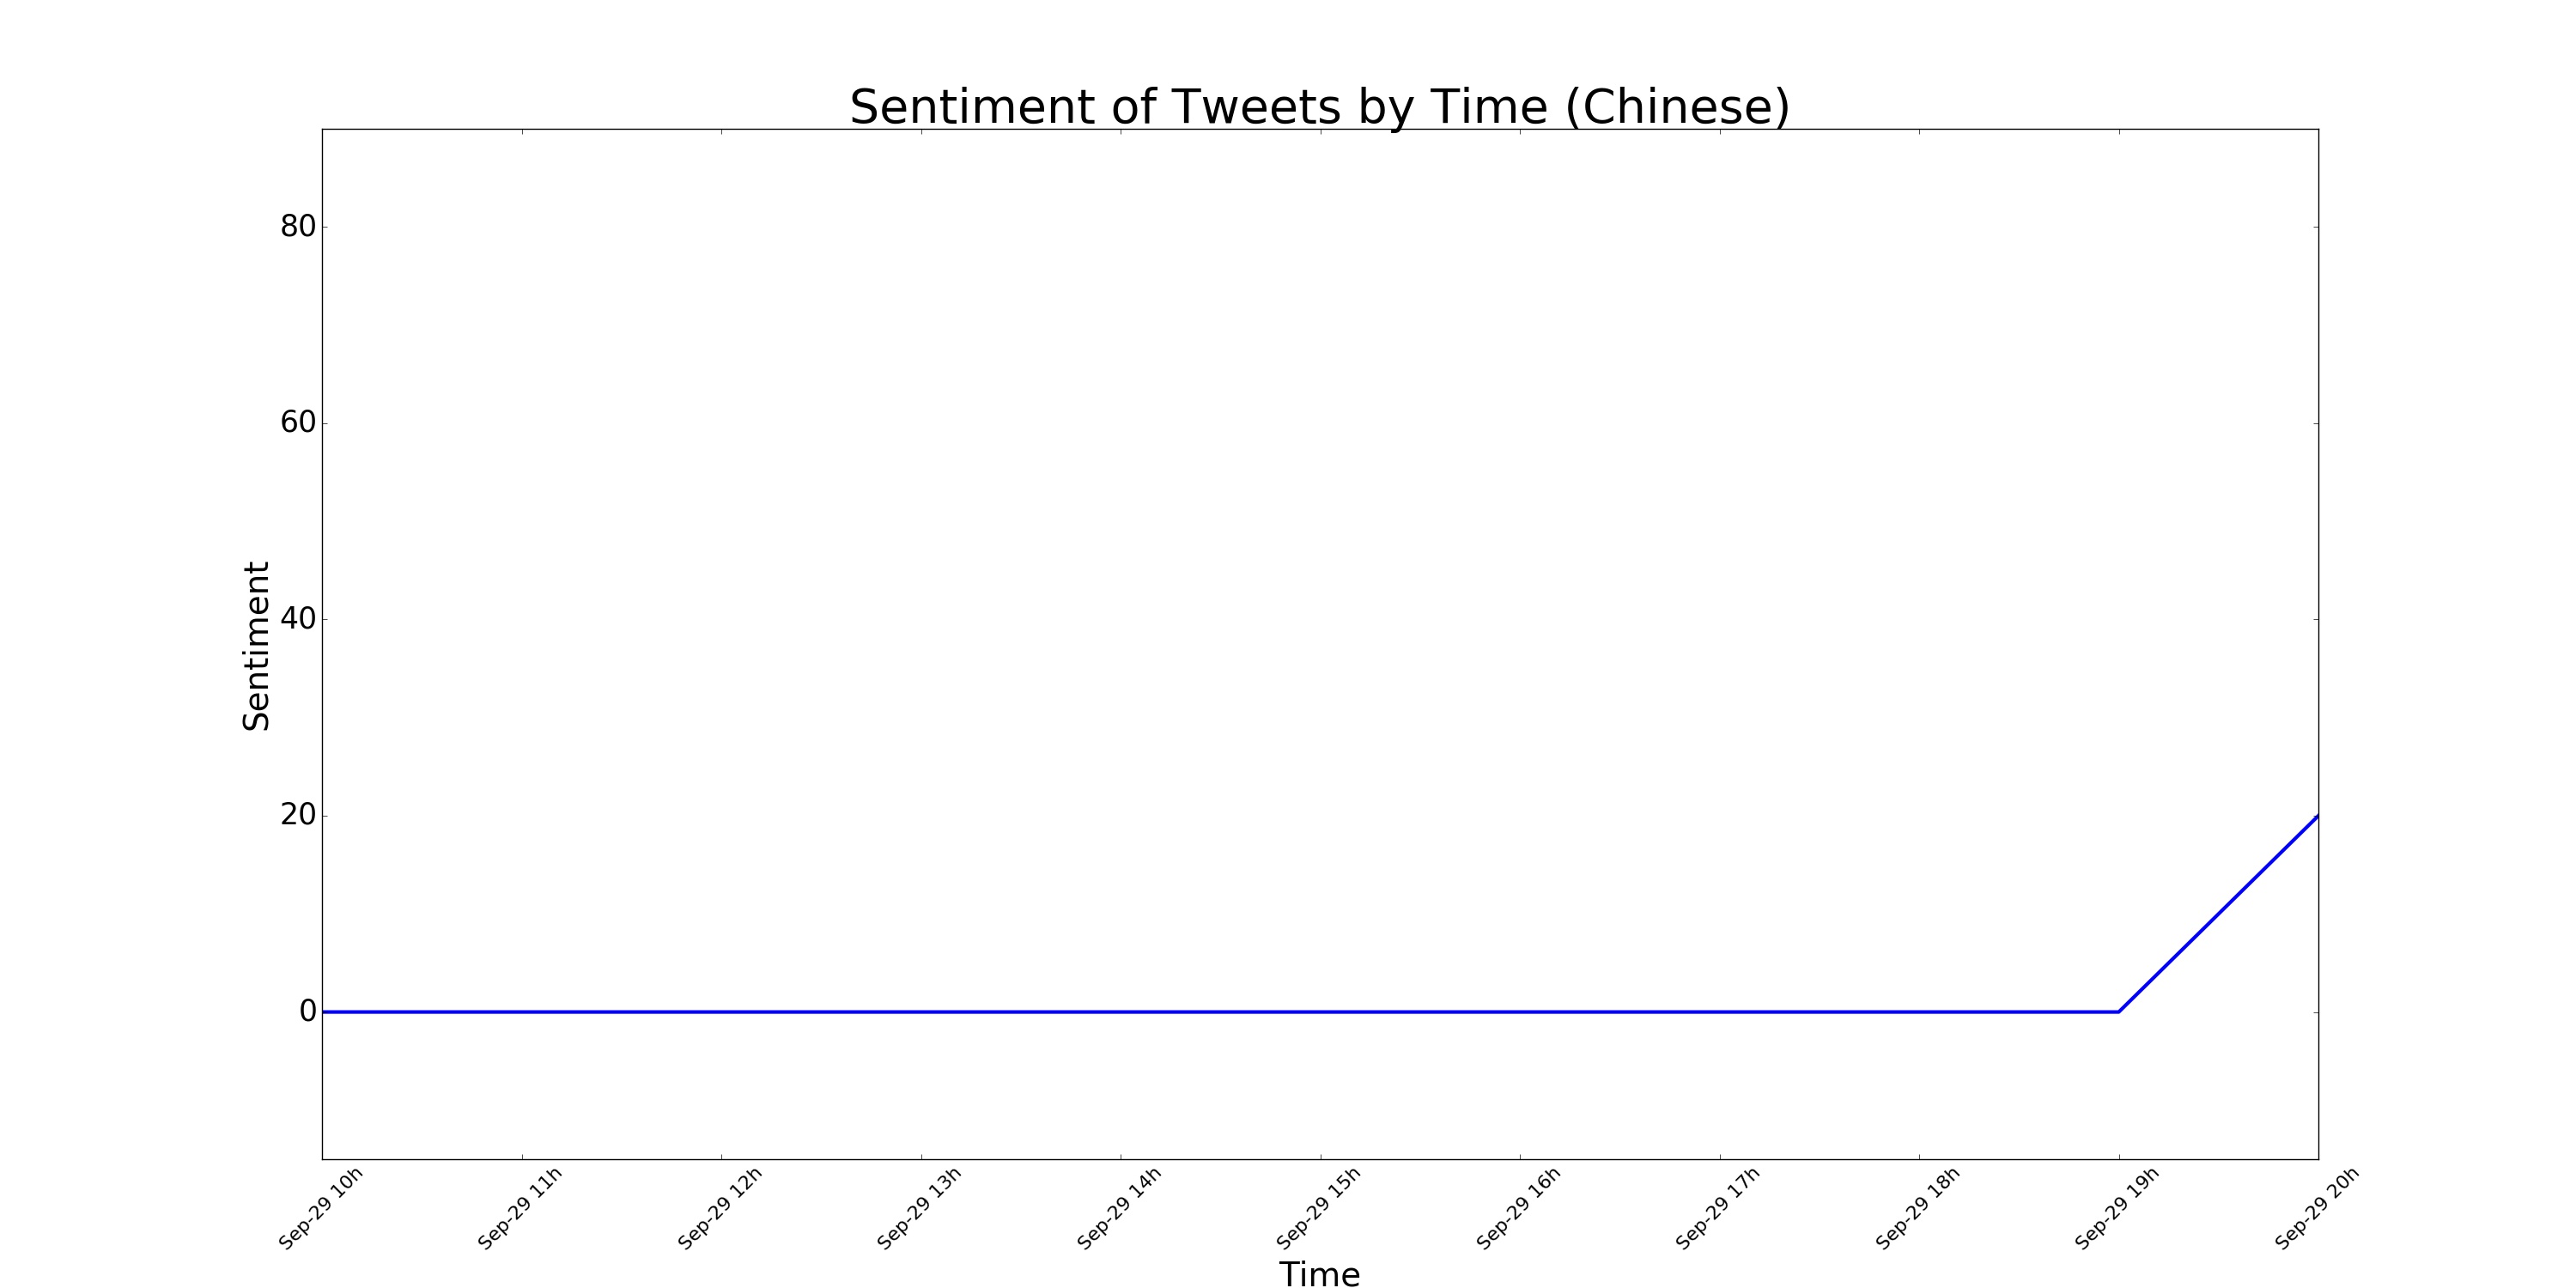 Sentiment of Tweets by Time (Chinese)
80
60
40
20
0
Sentiment
Sep-29 10h
Sep-29 11h
Sep-29 12h
Sep-29 13h
Sep-29 14h
Sep-29 15h
Sep-29 16h
Sep-29 17h
Sep-29 18h
Sep-29 19h
Sep-29 20h
Time